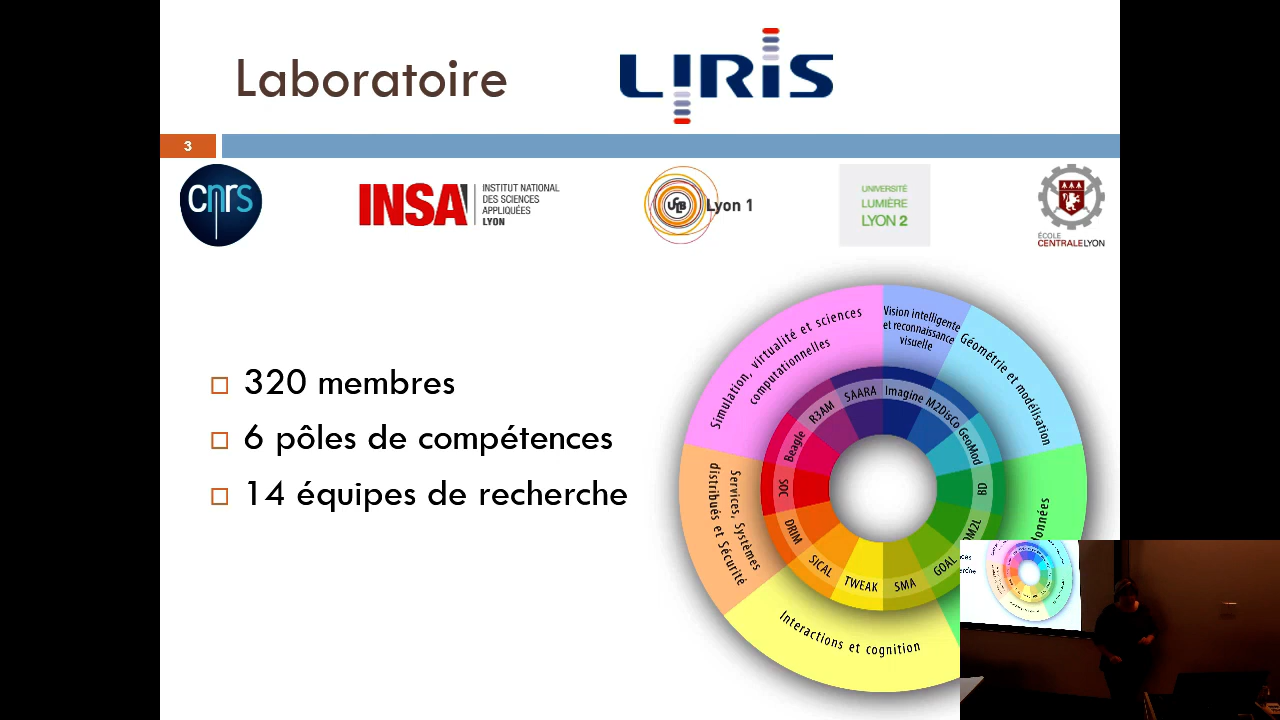 Laboratoire
LIRIS
3
cnrs
INSA
INSTITUT NATIONAL
DES SCIENCES
APPLIQUÉES
LYON
UCB
Lyon 1
UNIVERSITÉ
LUMIÈRE
LYON 2
ÉCOLE
CENTRALELYON
320 membres
6 pôles de compétences
14 équipes de recherche
Simulation, virtualité et sciences
computationnelles
Vision intelligente
et reconnaissance
visuelle
Géométrie et modélisation
Services, Systèmes
distribués et Sécurité
Interactions et cognition
SAARA
Imagine
M2DisCo
GeoMod
BD
DM2L
GOAL
SMA
TWEAK
SICAL
DRIM
SOC
Beagle
R3AM